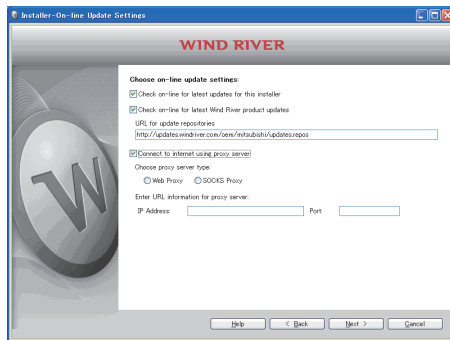 Installer-On-line Update Settings
WIND RIVER
Choose on-line update settings:
Check on-line for latest updates for this installer
Check on-line for latest Wind River product updates
URL for update repositories
http://updates.windriver.com/oem/mitsubishi/updates.repos
Connect to internet using proxy server
Choose proxy server type:
Web Proxy SOCKS Proxy
Enter URL information for proxy server:
IP Address: Port:
Help < Back Next > Cancel
W